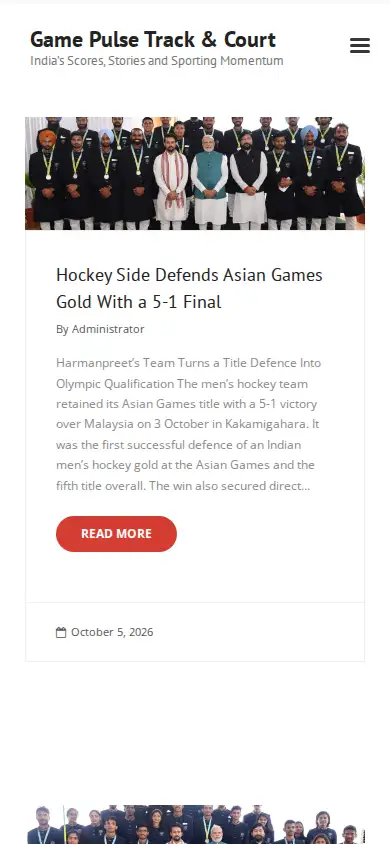 Game Pulse Track & Court
India's Scores, Stories and Sporting Momentum
Hockey Side Defends Asian Games
Gold With a 5-1 Final
By Administrator
Harmanpreet's Team Turns a Title Defence Into
Olympic Qualification The men's hockey team
retained its Asian Games title with a 5-1 victory
over Malaysia on 3 October in Kakamigahara. It
was the first successful defence of an Indian
men's hockey gold at the Asian Games and the
fifth title overall. The win also secured direct...
READ MORE
October 5, 2026